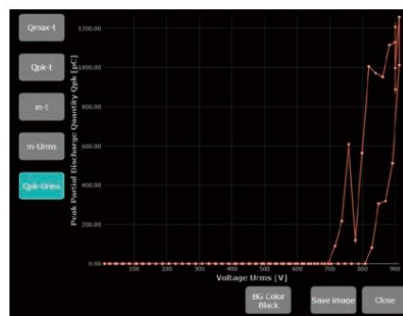 Qmax-t
Qpk-t
m-t
m-Urms
Qpk-Urms
Peak Partial Discharge Quantity Qpk [pC]
1200.00
1000.00
800.00
600.00
400.00
200.00
0.00
100 200 300 400 500 600 700 800 900
Voltage Urms [V]
BG Color
Black
Save Image
Close